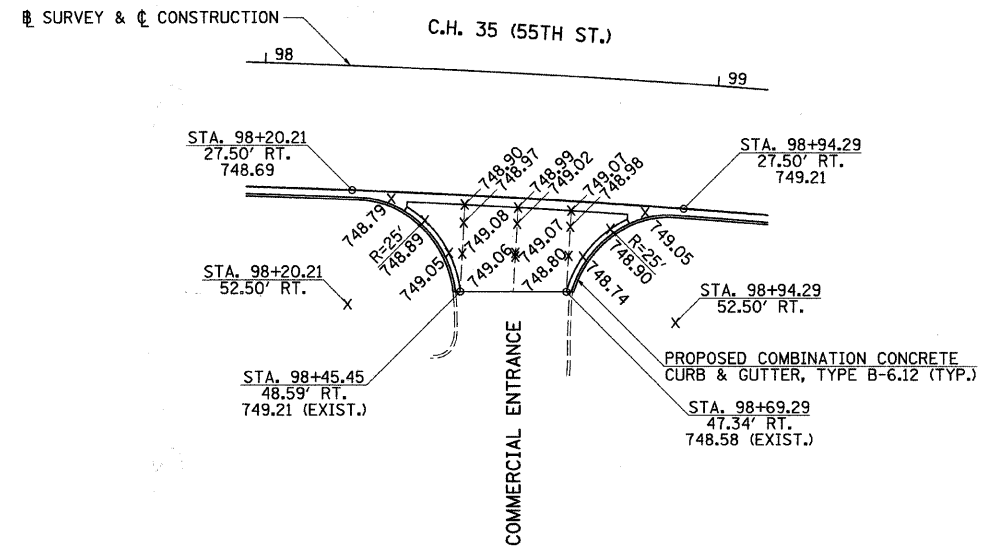 ℄ SURVEY & ℄ CONSTRUCTION
C.H. 35 (55TH ST.)
98
99
STA. 98+20.21
27.50' RT.
748.69
STA. 98+94.29
27.50' RT.
749.21
748.90
748.97
748.99
749.02
749.07
748.98
748.79
R=25'
748.89
749.05
749.08
749.06
749.07
748.80
R=25'
748.90
749.05
748.74
STA. 98+20.21
52.50' RT.
STA. 98+94.29
52.50' RT.
PROPOSED COMBINATION CONCRETE
CURB & GUTTER, TYPE B-6.12 (TYP.)
STA. 98+45.45
48.59' RT.
749.21 (EXIST.)
STA. 98+69.29
47.34' RT.
748.58 (EXIST.)
COMMERCIAL ENTRANCE